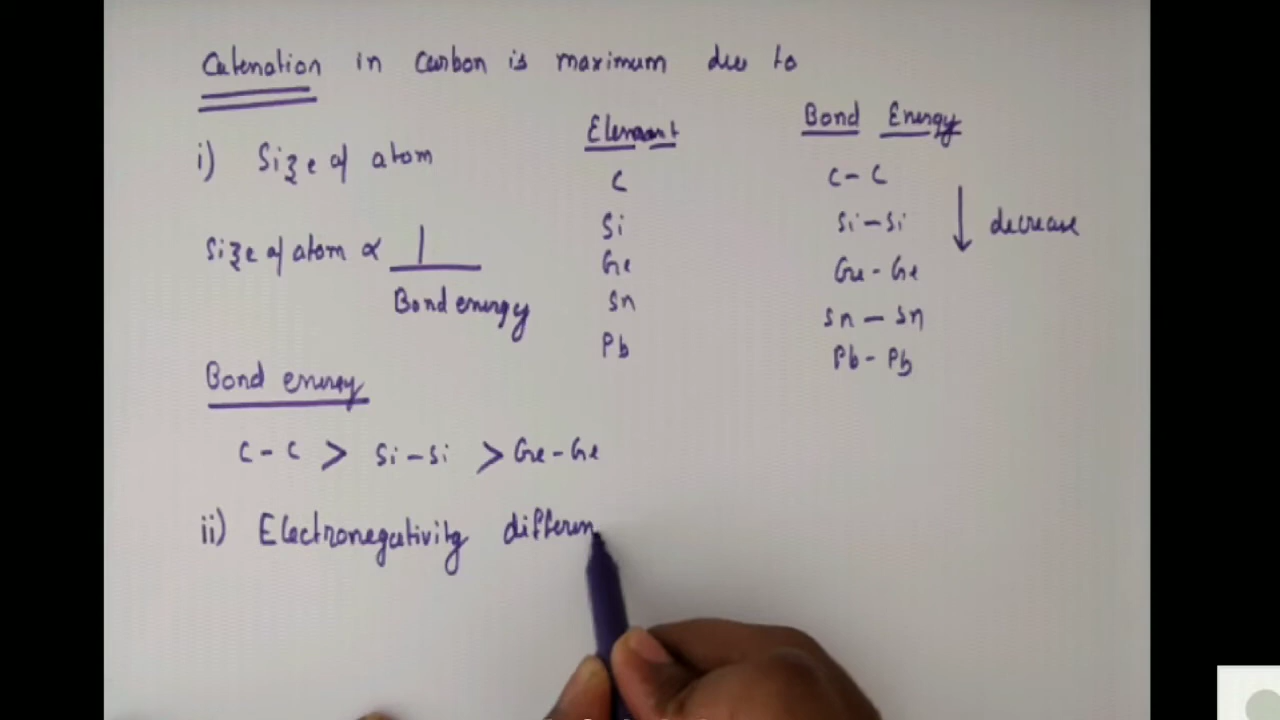 Catenation in Carbon is maximum due to
i) Size of atom
Size of atom ∝ 1
Bond energy
Element
C
Si
Ge
Sn
Pb
Bond Energy
C - C
Si - Si
Ge - Ge
Sn - Sn
Pb - Pb
decrease
Bond energy
C - C > Si - Si > Ge - Ge
ii) Electronegativity differen